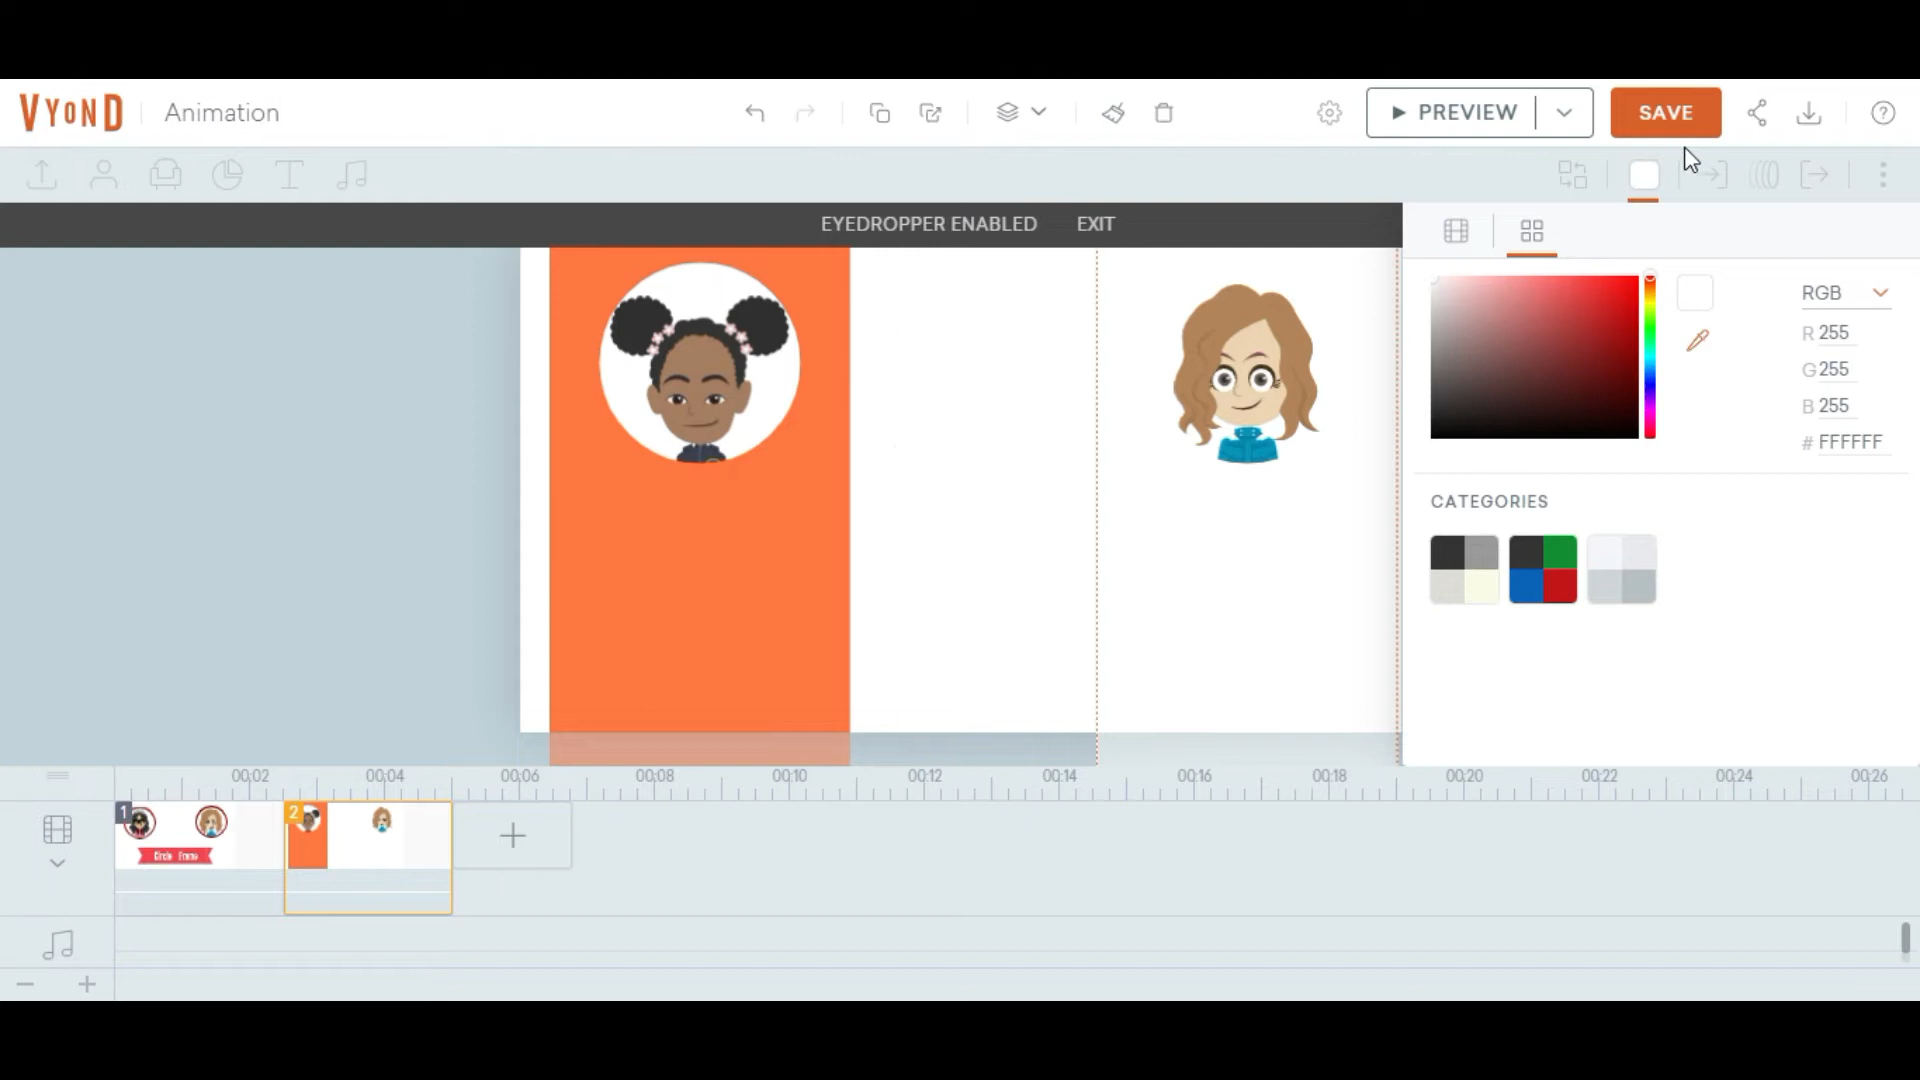 VYOND Animation PREVIEW SAVE
EYEDROPPER ENABLED EXIT
RGB
R 255
G 255
B 255
# FFFFFF
CATEGORIES
00:02 00:04 00:06 00:08 00:10 00:12 00:14 00:16 00:18 00:20 00:22 00:24 00:26
1 2
Circle Frame